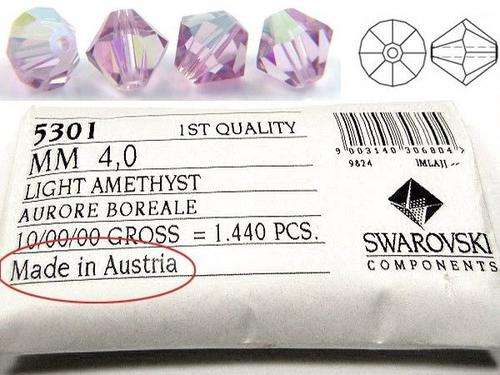 5301 1ST QUALITY
MM 4,0
LIGHT AMETHYST
AURORE BOREALE
10/00/00 GROSS = 1.440 PCS.
Made in Austria
9 003140 306804 >
9824 IMLAJI --
SWAROVSKI
COMPONENTS